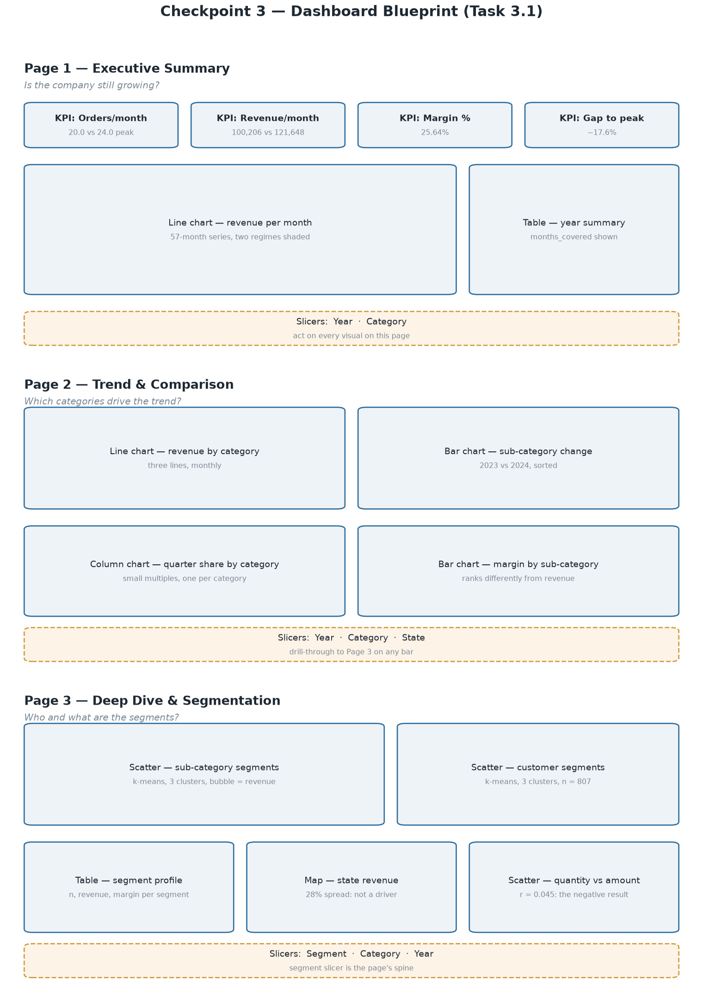 Checkpoint 3 — Dashboard Blueprint (Task 3.1)
Page 1 — Executive Summary
Is the company still growing?
KPI: Orders/month
20.0 vs 24.0 peak
KPI: Revenue/month
100,206 vs 121,648
KPI: Margin %
25.64%
KPI: Gap to peak
−17.6%
Line chart — revenue per month
57-month series, two regimes shaded
Table — year summary
months_covered shown
Slicers:  Year  ·  Category
act on every visual on this page
Page 2 — Trend & Comparison
Which categories drive the trend?
Line chart — revenue by category
three lines, monthly
Bar chart — sub-category change
2023 vs 2024, sorted
Column chart — quarter share by category
small multiples, one per category
Bar chart — margin by sub-category
ranks differently from revenue
Slicers:  Year  ·  Category  ·  State
drill-through to Page 3 on any bar
Page 3 — Deep Dive & Segmentation
Who and what are the segments?
Scatter — sub-category segments
k-means, 3 clusters, bubble = revenue
Scatter — customer segments
k-means, 3 clusters, n = 807
Table — segment profile
n, revenue, margin per segment
Map — state revenue
28% spread: not a driver
Scatter — quantity vs amount
r = 0.045: the negative result
Slicers:  Segment  ·  Category  ·  Year
segment slicer is the page's spine